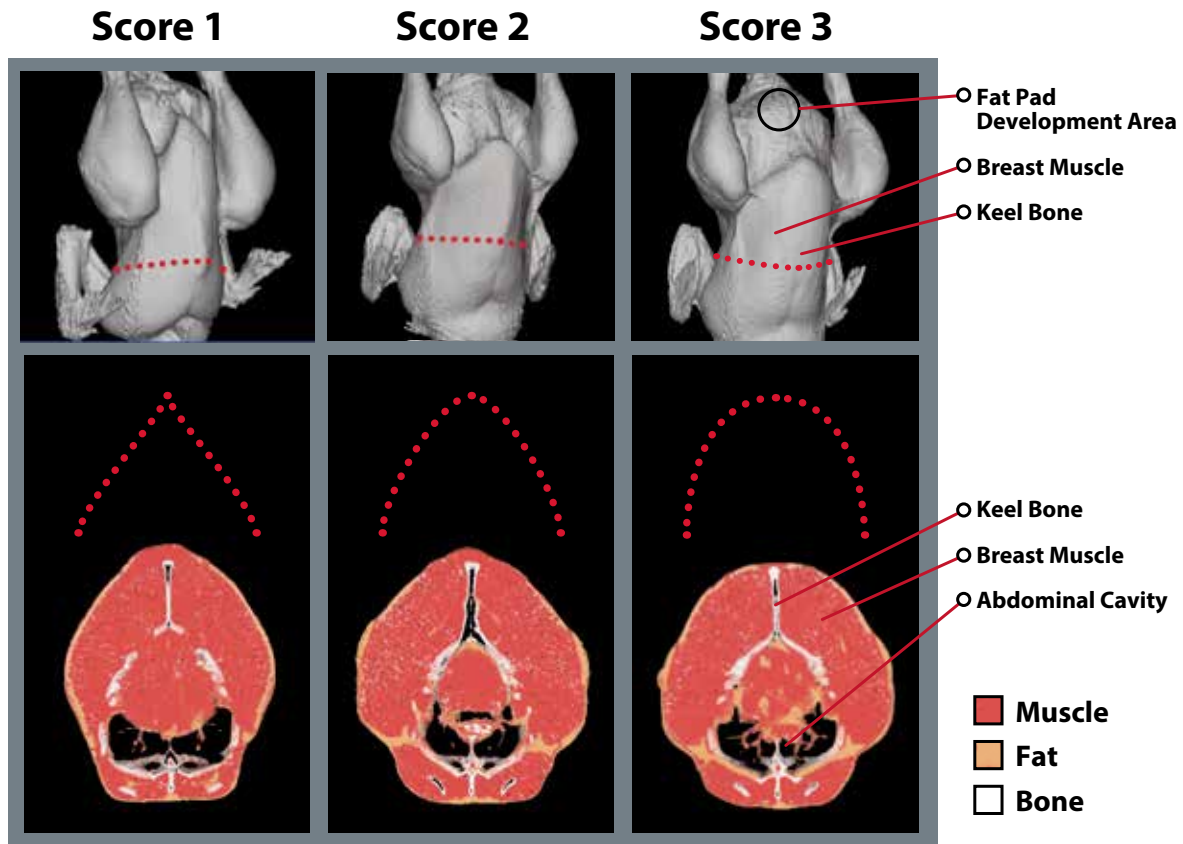 Score 1
Score 2
Score 3
Fat Pad
Development Area
Breast Muscle
Keel Bone
Keel Bone
Breast Muscle
Abdominal Cavity
Muscle
Fat
Bone